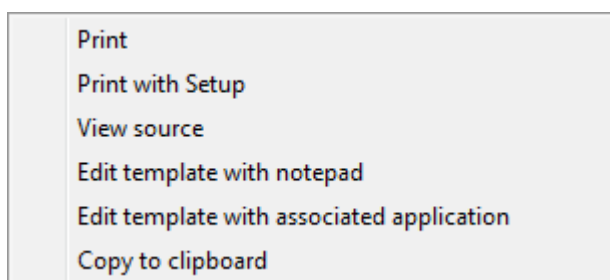 Print
Print with Setup
View source
Edit template with notepad
Edit template with associated application
Copy to clipboard